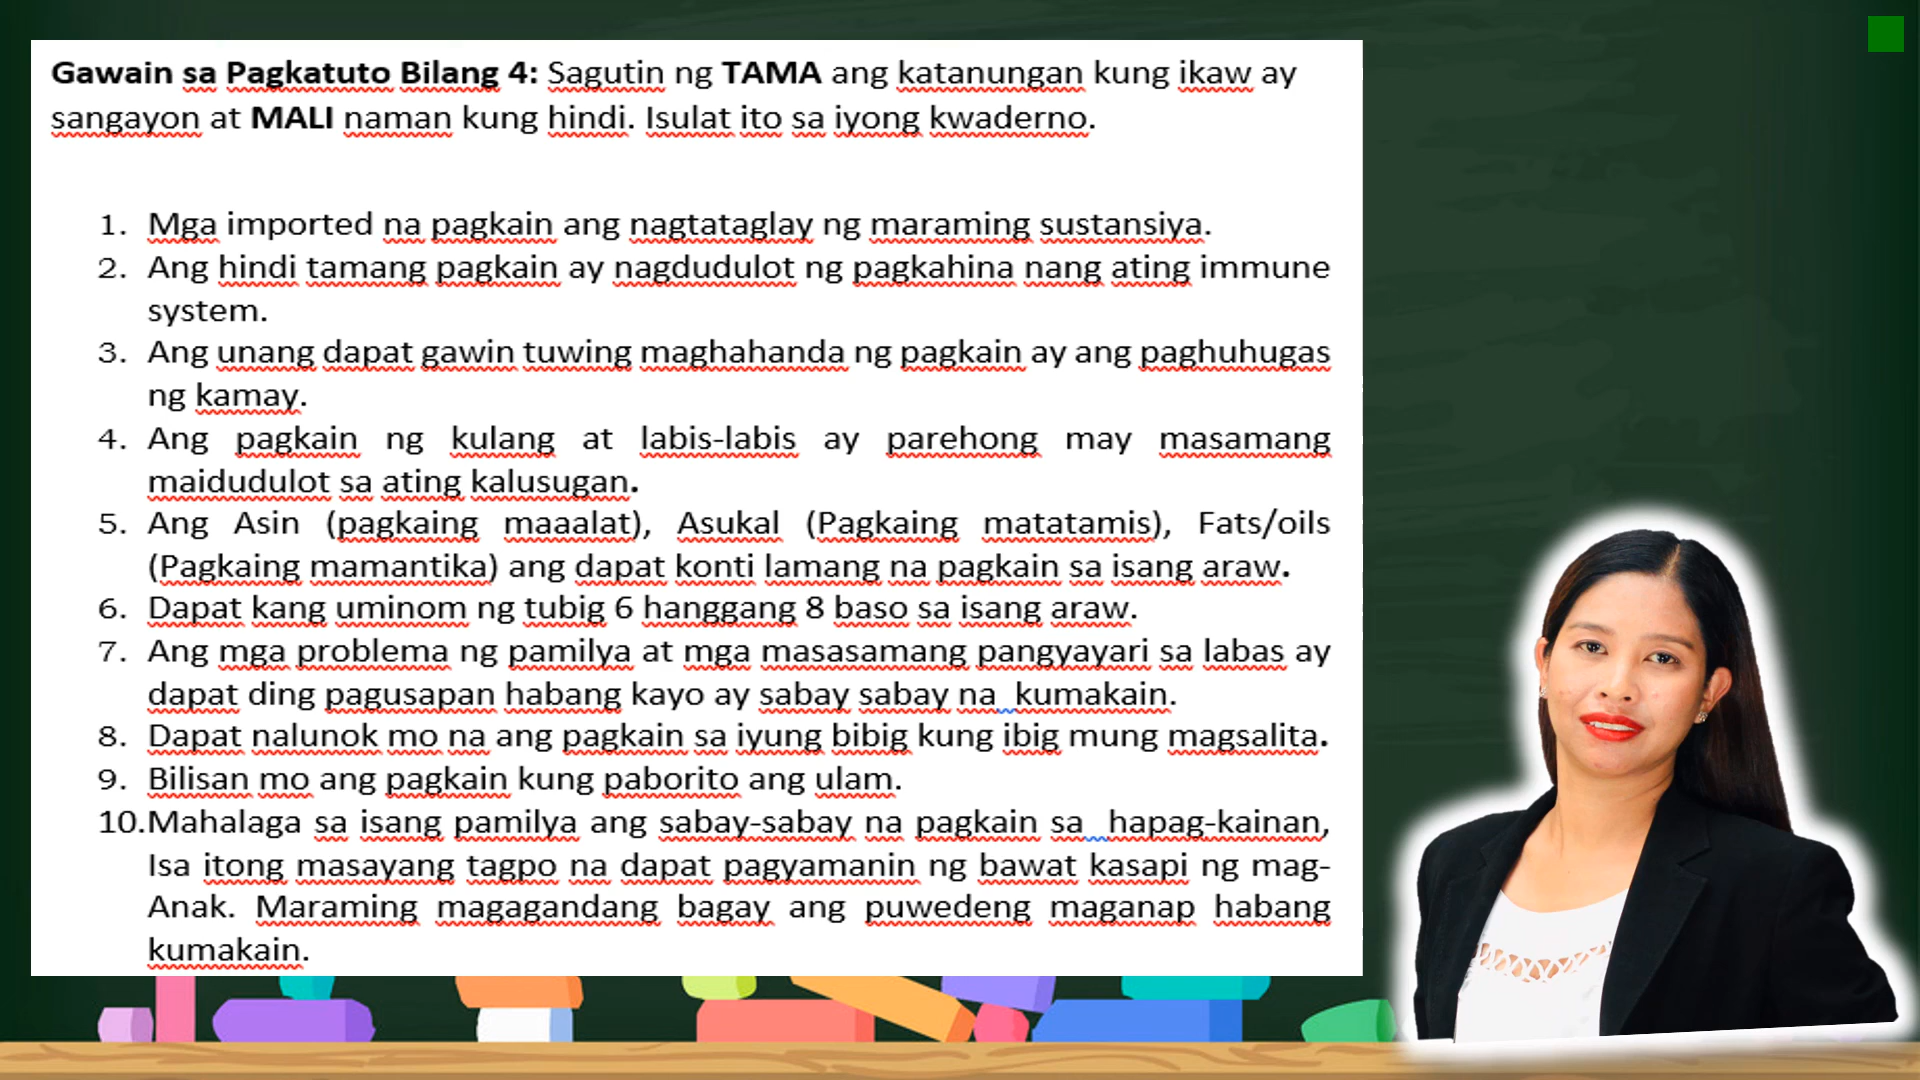 Gawain sa Pagkatuto Bilang 4: Sagutin ng TAMA ang katanungan kung ikaw ay
sangayon at MALI naman kung hindi. Isulat ito sa iyong kwaderno.
1. Mga imported na pagkain ang nagtataglay ng maraming sustansiya.
2. Ang hindi tamang pagkain ay nagdudulot ng pagkahina nang ating immune
system.
3. Ang unang dapat gawin tuwing maghahanda ng pagkain ay ang paghuhugas
ng kamay.
4. Ang pagkain ng kulang at labis-labis ay parehong may masamang
maidudulot sa ating kalusugan.
5. Ang Asin (pagkaing maaalat), Asukal (Pagkaing matatamis), Fats/oils
(Pagkaing mamantika) ang dapat konti lamang na pagkain sa isang araw.
6. Dapat kang uminom ng tubig 6 hanggang 8 baso sa isang araw.
7. Ang mga problema ng pamilya at mga masasamang pangyayari sa labas ay
dapat ding pagusapan habang kayo ay sabay sabay na kumakain.
8. Dapat nalunok mo na ang pagkain sa iyung bibig kung ibig mung magsalita.
9. Bilisan mo ang pagkain kung paborito ang ulam.
10.Mahalaga sa isang pamilya ang sabay-sabay na pagkain sa hapag-kainan,
Isa itong masayang tagpo na dapat pagyamanin ng bawat kasapi ng mag-
Anak. Maraming magagandang bagay ang puwedeng maganap habang
kumakain.